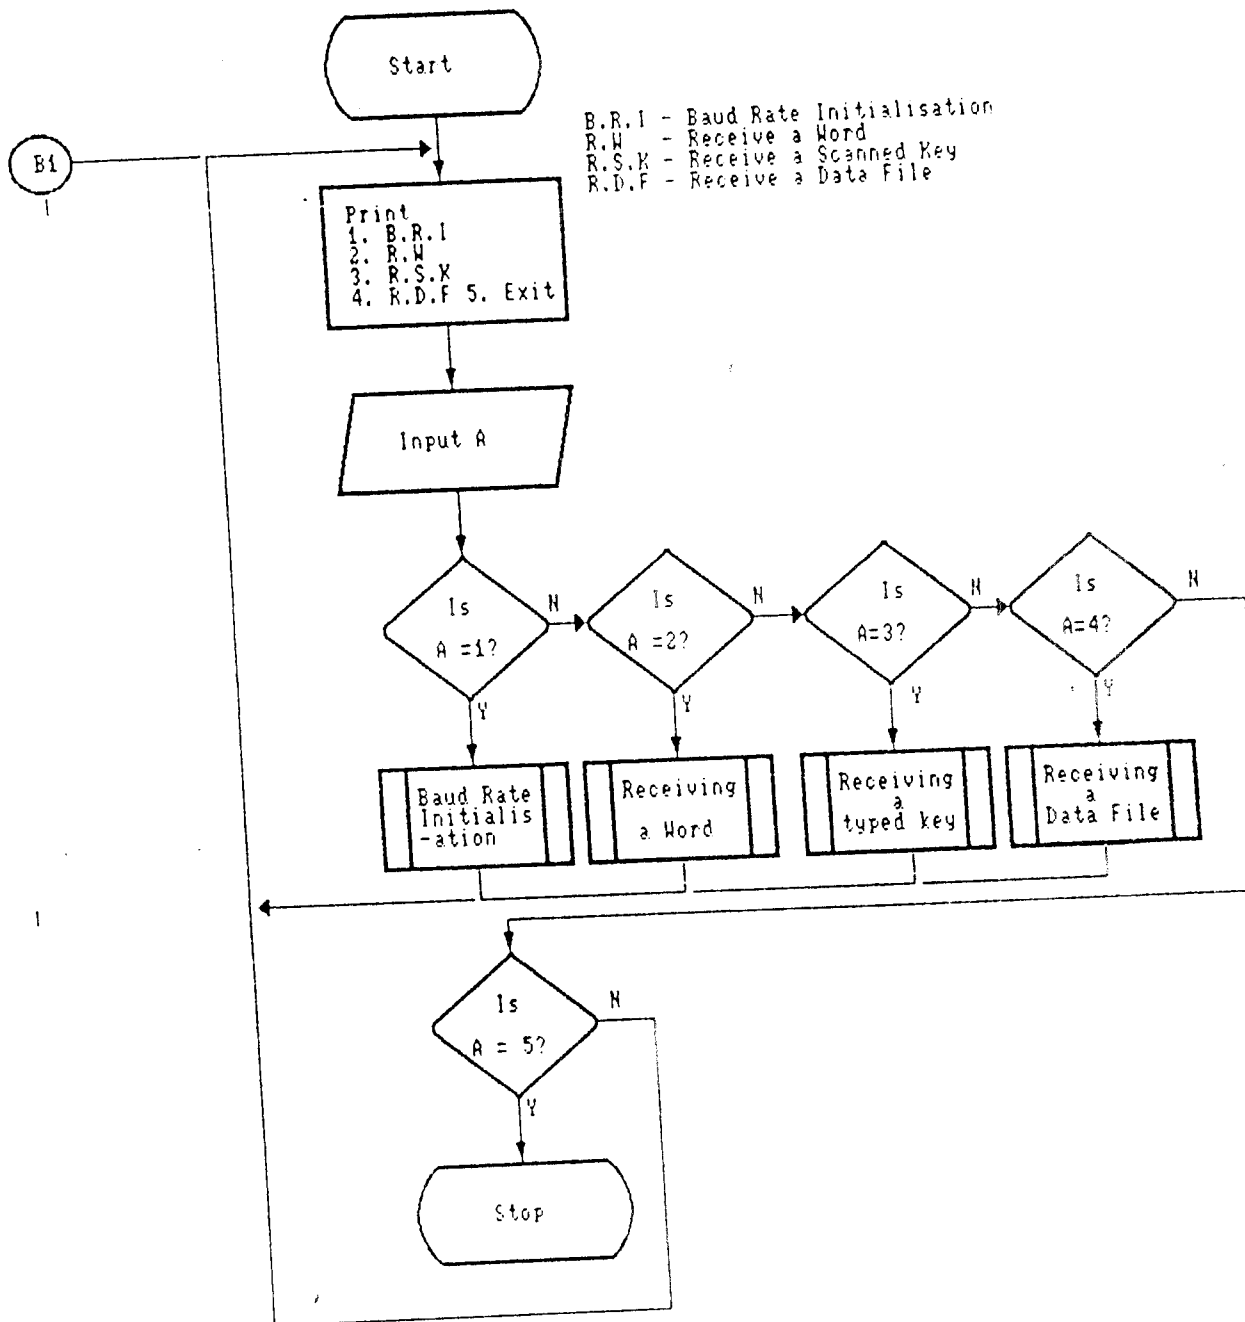 Start
B.R.I - Baud Rate Initialisation
R.W - Receive a Word
R.S.K - Receive a Scanned Key
R.D.F - Receive a Data File
B1
Print
1. B.R.I
2. R.W
3. R.S.K
4. R.D.F 5. Exit
Input A
Is
A =1?
N
Y
Is
A =2?
N
Y
Is
A=3?
N
Y
Is
A=4?
N
Y
Baud Rate
Initialis
-ation
Receiving
a Word
Receiving
a
typed key
Receiving
a
Data File
Is
A = 5?
N
Y
Stop